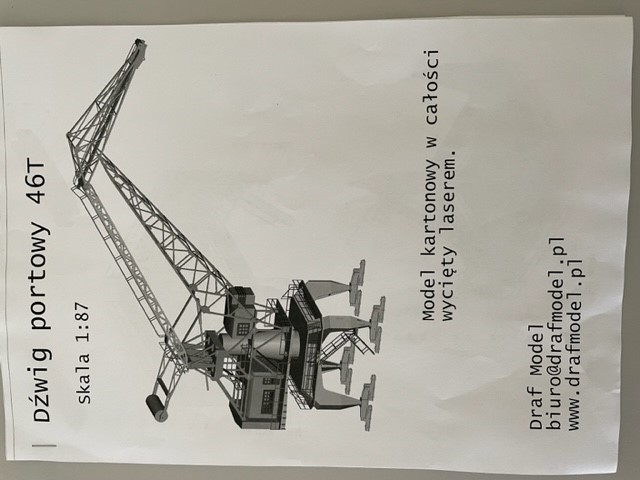 Dźwig portowy 46T
Skala 1:87
Model kartonowy w całości
wycięty laserem.
Draf Model
biuro@drafmodel.pl
www.drafmodel.pl